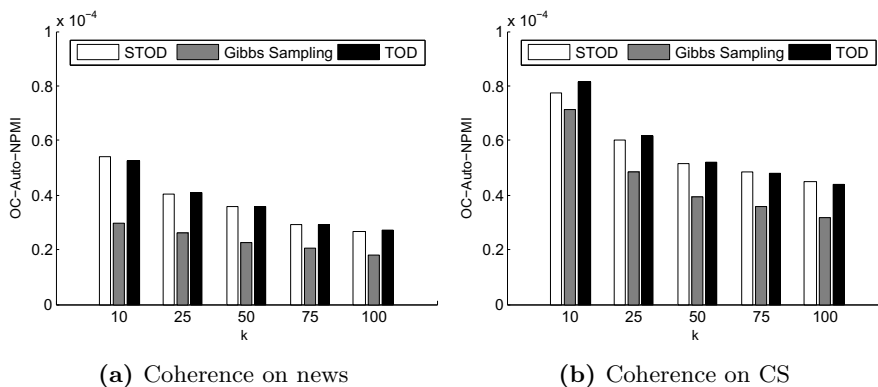 x 10⁻⁴
1
STOD Gibbs Sampling TOD
0.8
0.6
0.4
0.2
0
OC−Auto−NPMI
10 25 50 75 100
k
(a) Coherence on news
x 10⁻⁴
1
STOD Gibbs Sampling TOD
0.8
0.6
0.4
0.2
0
OC−Auto−NPMI
10 25 50 75 100
k
(b) Coherence on CS